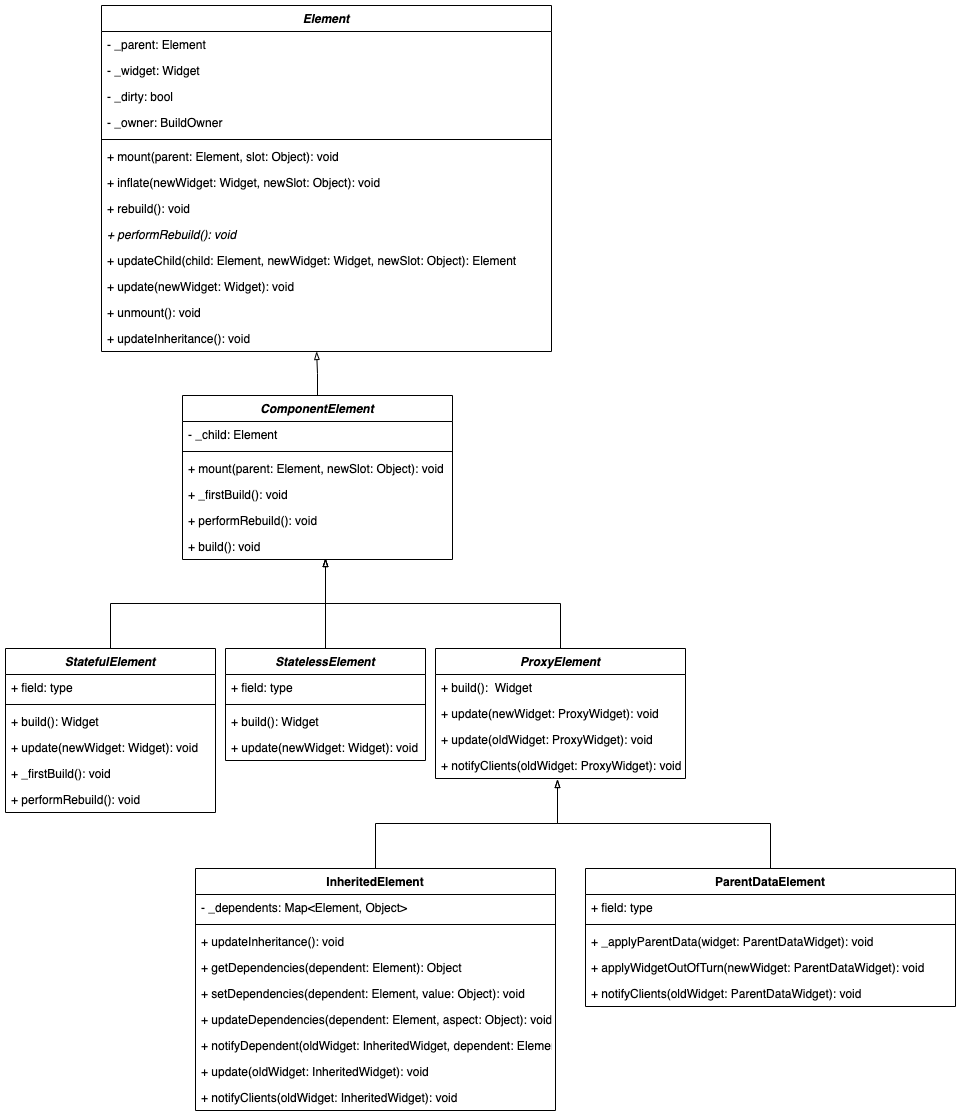 Element
- _parent: Element
- _widget: Widget
- _dirty: bool
- _owner: BuildOwner
+ mount(parent: Element, slot: Object): void
+ inflate(newWidget: Widget, newSlot: Object): void
+ rebuild(): void
+ performRebuild(): void
+ updateChild(child: Element, newWidget: Widget, newSlot: Object): Element
+ update(newWidget: Widget): void
+ unmount(): void
+ updateInheritance(): void
ComponentElement
- _child: Element
+ mount(parent: Element, newSlot: Object): void
+ _firstBuild(): void
+ performRebuild(): void
+ build(): void
StatefulElement
+ field: type
+ build(): Widget
+ update(newWidget: Widget): void
+ _firstBuild(): void
+ performRebuild(): void
StatelessElement
+ field: type
+ build(): Widget
+ update(newWidget: Widget): void
ProxyElement
+ build(): Widget
+ update(newWidget: ProxyWidget): void
+ update(oldWidget: ProxyWidget): void
+ notifyClients(oldWidget: ProxyWidget): void
InheritedElement
- _dependents: Map<Element, Object>
+ updateInheritance(): void
+ getDependencies(dependent: Element): Object
+ setDependencies(dependent: Element, value: Object): void
+ updateDependencies(dependent: Element, aspect: Object): void
+ notifyDependent(oldWidget: InheritedWidget, dependent: Eleme
+ update(oldWidget: InheritedWidget): void
+ notifyClients(oldWidget: InheritedWidget): void
ParentDataElement
+ field: type
+ _applyParentData(widget: ParentDataWidget): void
+ applyWidgetOutOfTurn(newWidget: ParentDataWidget): void
+ notifyClients(oldWidget: ParentDataWidget): void